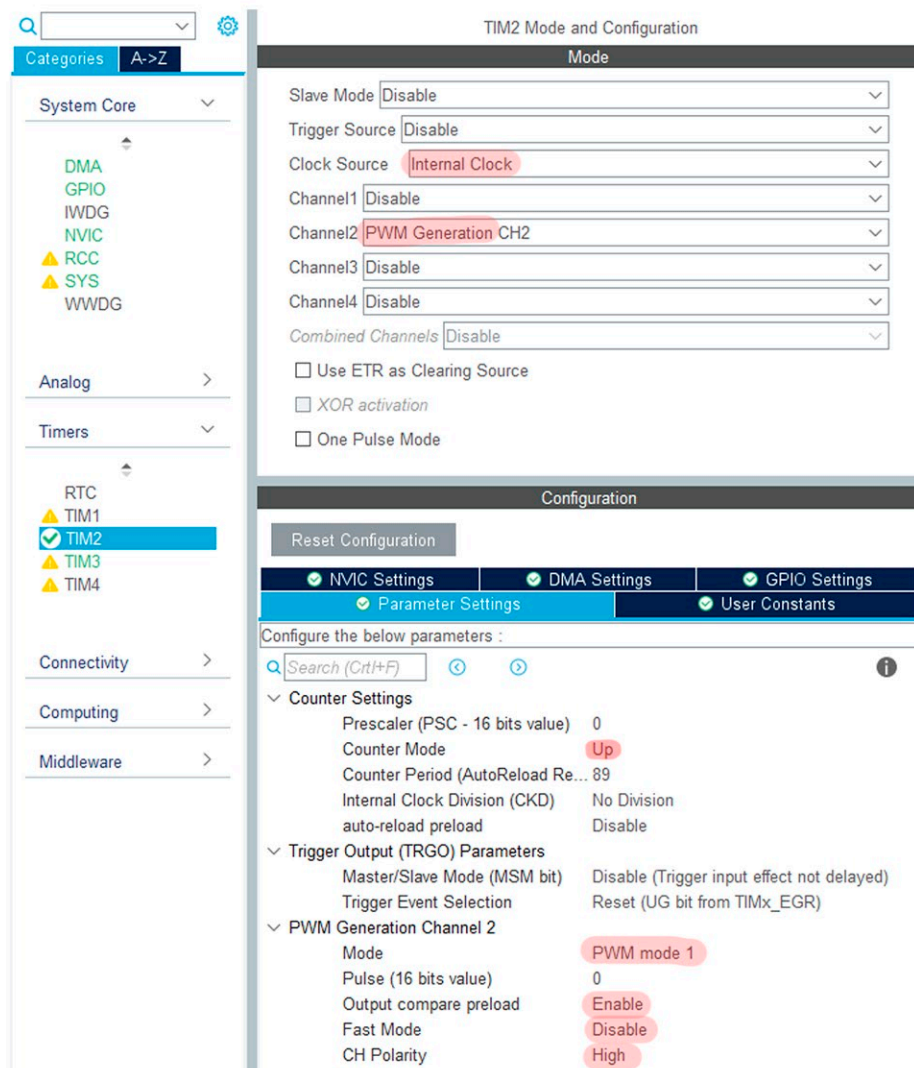 Categories
A->Z
System Core
DMA
GPIO
IWDG
NVIC
RCC
SYS
WWDG
Analog
Timers
RTC
TIM1
TIM2
TIM3
TIM4
Connectivity
Computing
Middleware
TIM2 Mode and Configuration
Mode
Slave Mode Disable
Trigger Source Disable
Clock Source Internal Clock
Channel1 Disable
Channel2 PWM Generation CH2
Channel3 Disable
Channel4 Disable
Combined Channels Disable
Use ETR as Clearing Source
XOR activation
One Pulse Mode
Configuration
Reset Configuration
NVIC Settings DMA Settings GPIO Settings
Parameter Settings User Constants
Configure the below parameters :
Search (Crtl+F)
Counter Settings
Prescaler (PSC - 16 bits value) 0
Counter Mode Up
Counter Period (AutoReload Re... 89
Internal Clock Division (CKD) No Division
auto-reload preload Disable
Trigger Output (TRGO) Parameters
Master/Slave Mode (MSM bit) Disable (Trigger input effect not delayed)
Trigger Event Selection Reset (UG bit from TIMx_EGR)
PWM Generation Channel 2
Mode PWM mode 1
Pulse (16 bits value) 0
Output compare preload Enable
Fast Mode Disable
CH Polarity High